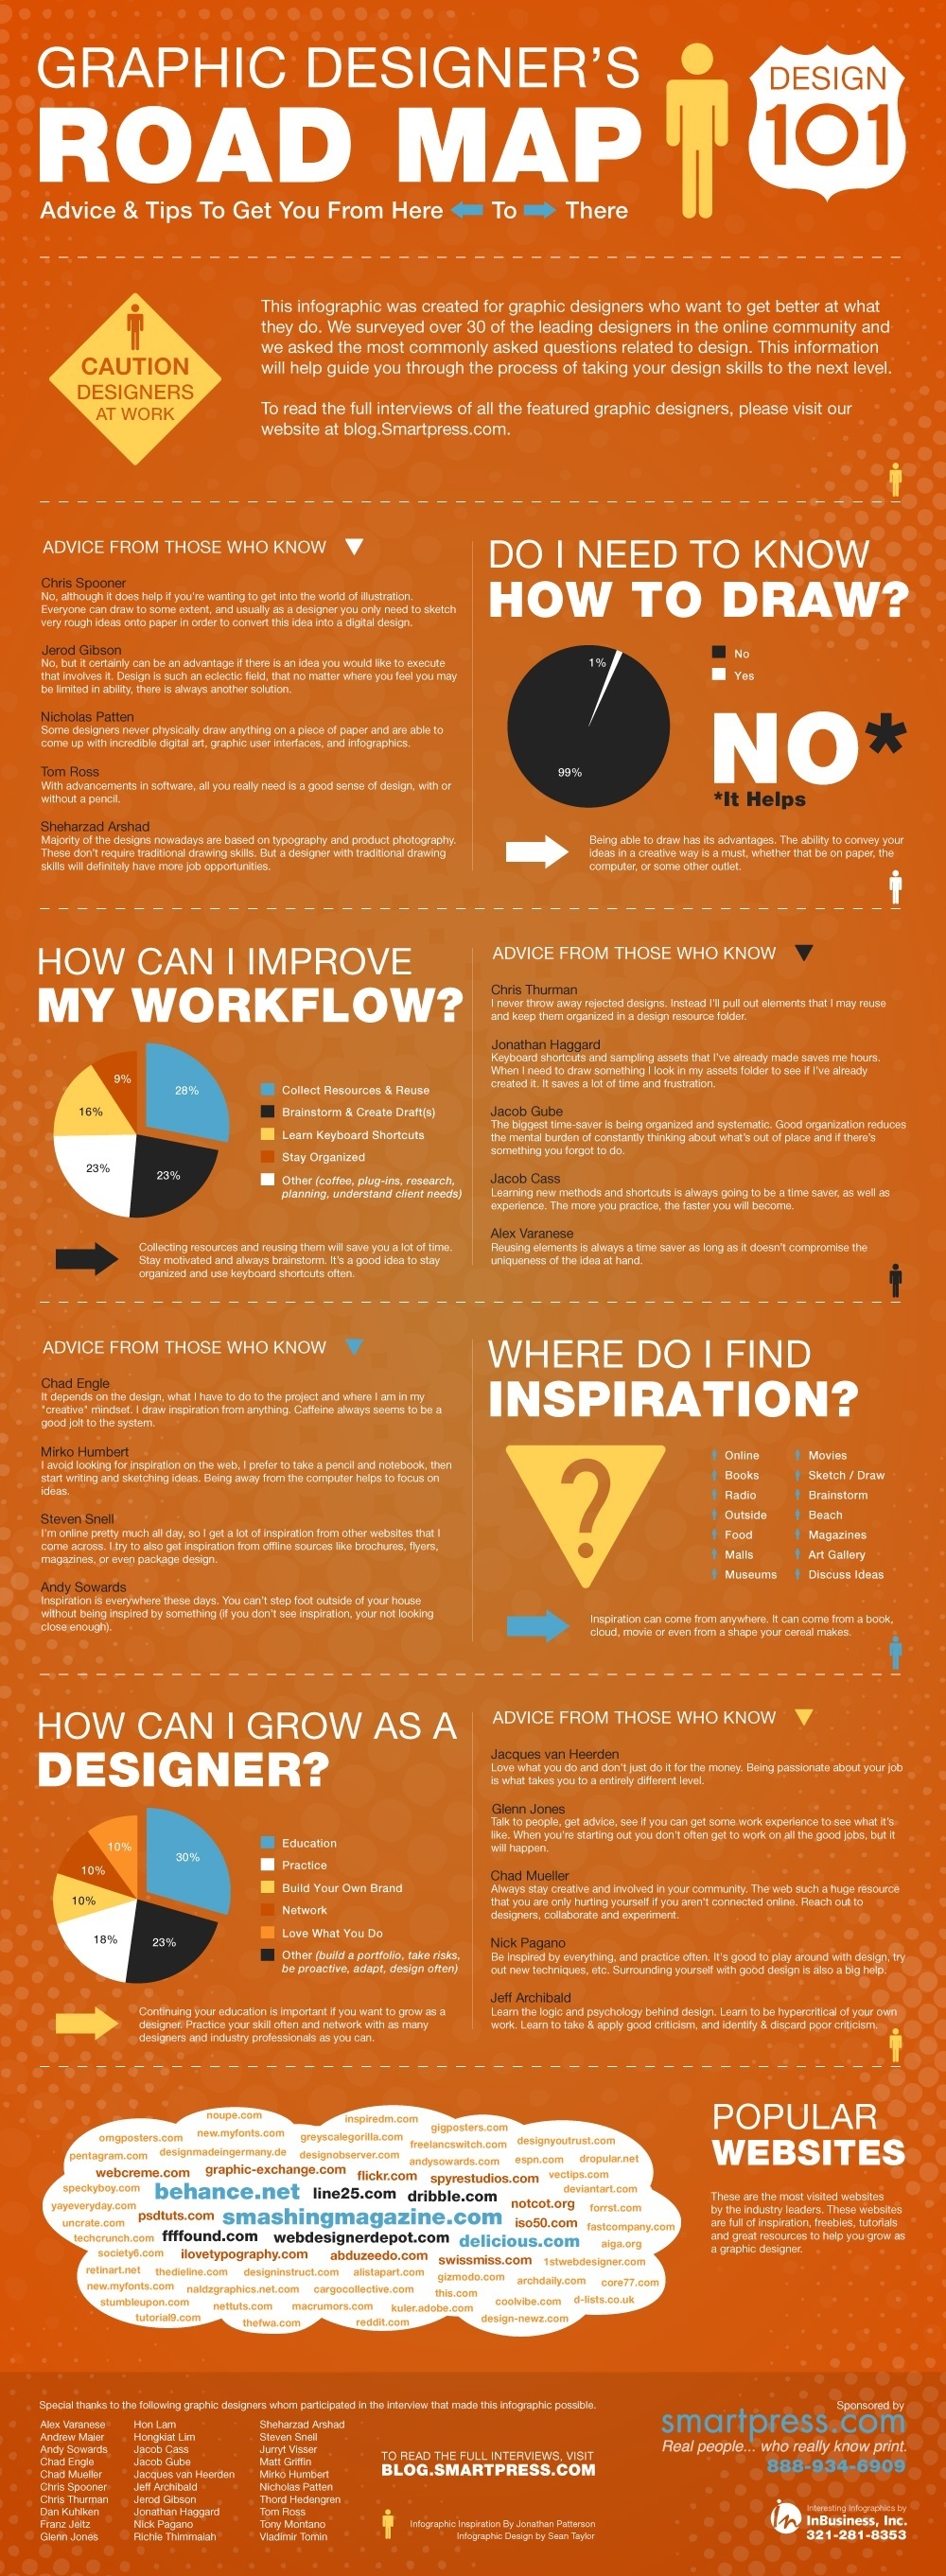 GRAPHIC DESIGNER'S
ROAD MAP
Advice & Tips To Get You From Here To There
DESIGN
101
CAUTION
DESIGNERS
AT WORK
This infographic was created for graphic designers who want to get better at what
they do. We surveyed over 30 of the leading designers in the online community and
we asked the most commonly asked questions related to design. This information
will help guide you through the process of taking your design skills to the next level.
To read the full interviews of all the featured graphic designers, please visit our
website at blog.Smartpress.com.
ADVICE FROM THOSE WHO KNOW
Chris Spooner
No, although it does help if you're wanting to get into the world of illustration.
Everyone can draw to some extent, and usually as a designer you only need to sketch
very rough ideas onto paper in order to convert this idea into a digital design.
Jerod Gibson
No, but it certainly can be an advantage if there is an idea you would like to execute
that involves it. Design is such an eclectic field, that no matter where you feel you may
be limited in ability, there is always another solution.
Nicholas Patten
Some designers never physically draw anything on a piece of paper and are able to
come up with incredible digital art, graphic user interfaces, and infographics.
Tom Ross
With advancements in software, all you really need is a good sense of design, with or
without a pencil.
Sheharzad Arshad
Majority of the designs nowadays are based on typography and product photography.
These don't require traditional drawing skills. But a designer with traditional drawing
skills will definitely have more job opportunities.
DO I NEED TO KNOW
HOW TO DRAW?
1%
99%
No
Yes
NO*
*It Helps
Being able to draw has its advantages. The ability to convey your
ideas in a creative way is a must, whether that be on paper, the
computer, or some other outlet.
HOW CAN I IMPROVE
MY WORKFLOW?
9%
28%
16%
23%
23%
Collect Resources & Reuse
Brainstorm & Create Draft(s)
Learn Keyboard Shortcuts
Stay Organized
Other (coffee, plug-ins, research,
planning, understand client needs)
Collecting resources and reusing them will save you a lot of time.
Stay motivated and always brainstorm. It's a good idea to stay
organized and use keyboard shortcuts often.
ADVICE FROM THOSE WHO KNOW
Chris Thurman
I never throw away rejected designs. Instead I'll pull out elements that I may reuse
and keep them organized in a design resource folder.
Jonathan Haggard
Keyboard shortcuts and sampling assets that I've already made saves me hours.
When I need to draw something I look in my assets folder to see if I've already
created it. It saves a lot of time and frustration.
Jacob Gube
The biggest time-saver is being organized and systematic. Good organization reduces
the mental burden of constantly thinking about what's out of place and if there's
something you forgot to do.
Jacob Cass
Learning new methods and shortcuts is always going to be a time saver, as well as
experience. The more you practice, the faster you will become.
Alex Varanese
Reusing elements is always a time saver as long as it doesn't compromise the
uniqueness of the idea at hand.
ADVICE FROM THOSE WHO KNOW
Chad Engle
It depends on the design, what I have to do to the project and where I am in my
"creative" mindset. I draw inspiration from anything. Caffeine always seems to be a
good jolt to the system.
Mirko Humbert
I avoid looking for inspiration on the web, I prefer to take a pencil and notebook, then
start writing and sketching ideas. Being away from the computer helps to focus on
ideas.
Steven Snell
I'm online pretty much all day, so I get a lot of inspiration from other websites that I
come across. I try to also get inspiration from offline sources like brochures, flyers,
magazines, or even package design.
Andy Sowards
Inspiration is everywhere these days. You can't step foot outside of your house
without being inspired by something (if you don't see inspiration, your not looking
close enough).
WHERE DO I FIND
INSPIRATION?
?
Online
Books
Radio
Outside
Food
Malls
Museums
Movies
Sketch / Draw
Brainstorm
Beach
Magazines
Art Gallery
Discuss Ideas
Inspiration can come from anywhere. It can come from a book,
cloud, movie or even from a shape your cereal makes.
HOW CAN I GROW AS A
DESIGNER?
10%
30%
10%
10%
18%
23%
Education
Practice
Build Your Own Brand
Network
Love What You Do
Other (build a portfolio, take risks,
be proactive, adapt, design often)
Continuing your education is important if you want to grow as a
designer. Practice your skill often and network with as many
designers and industry professionals as you can.
ADVICE FROM THOSE WHO KNOW
Jacques van Heerden
Love what you do and don't just do it for the money. Being passionate about your job
is what takes you to a entirely different level.
Glenn Jones
Talk to people, get advice, see if you can get some work experience to see what it's
like. When you're starting out you don't often get to work on all the good jobs, but it
will happen.
Chad Mueller
Always stay creative and involved in your community. The web such a huge resource
that you are only hurting yourself if you aren't connected online. Reach out to
designers, collaborate and experiment.
Nick Pagano
Be inspired by everything, and practice often. It's good to play around with design, try
out new techniques, etc. Surrounding yourself with good design is also a big help.
Jeff Archibald
Learn the logic and psychology behind design. Learn to be hypercritical of your own
work. Learn to take & apply good criticism, and identify & discard poor criticism.
noupe.com inspiredm.com gigposters.com
omgposters.com new.myfonts.com greyscalegorilla.com freelancswitch.com designyoutrust.com
pentagram.com designmadeingermany.de designobserver.com andysowards.com espn.com dropular.net
webcreme.com graphic-exchange.com flickr.com spyrestudios.com vectips.com
speckyboy.com behance.net line25.com dribble.com deviantart.com
yayeveryday.com psdtuts.com smashingmagazine.com notcot.org forrst.com
uncrate.com iso50.com fastcompany.com
techcrunch.com ffffound.com webdesignerdepot.com delicious.com aiga.org
society6.com ilovetypography.com abduzeedo.com swissmiss.com 1stwebdesigner.com
retinart.net thedieline.com designinstruct.com alistapart.com gizmodo.com archdaily.com core77.com
new.myfonts.com naldzgraphics.net cargocollective.com this.com
stumbleupon.com nettuts.com macrumors.com kuler.adobe.com coolvibe.com d-lists.co.uk
tutorial9.com thefwa.com reddit.com design-newz.com
POPULAR
WEBSITES
These are the most visited websites
by the industry leaders. These websites
are full of inspiration, freebies, tutorials
and great resources to help you grow as
a graphic designer.
Special thanks to the following graphic designers whom participated in the interview that made this infographic possible.
Alex Varanese
Andrew Maier
Andy Sowards
Chad Engle
Chad Mueller
Chris Spooner
Chris Thurman
Dan Kuhlken
Franz Jeitz
Glenn Jones
Hon Lam
Hongkiat Lim
Jacob Cass
Jacob Gube
Jacques van Heerden
Jeff Archibald
Jerod Gibson
Jonathan Haggard
Nick Pagano
Richie Thimmaiah
Sheharzad Arshad
Steven Snell
Jurryt Visser
Matt Griffin
Mirko Humbert
Nicholas Patten
Thord Hedengren
Tom Ross
Tony Montano
Vladimir Tomin
TO READ THE FULL INTERVIEWS, VISIT
BLOG.SMARTPRESS.COM
Infographic Inspiration By Jonathan Patterson
Infographic Design by Sean Taylor
Sponsored by
smartpress.com
Real people... who really know print.
888-934-6909
in
Interesting Infographics by
InBusiness, Inc.
321-281-8353